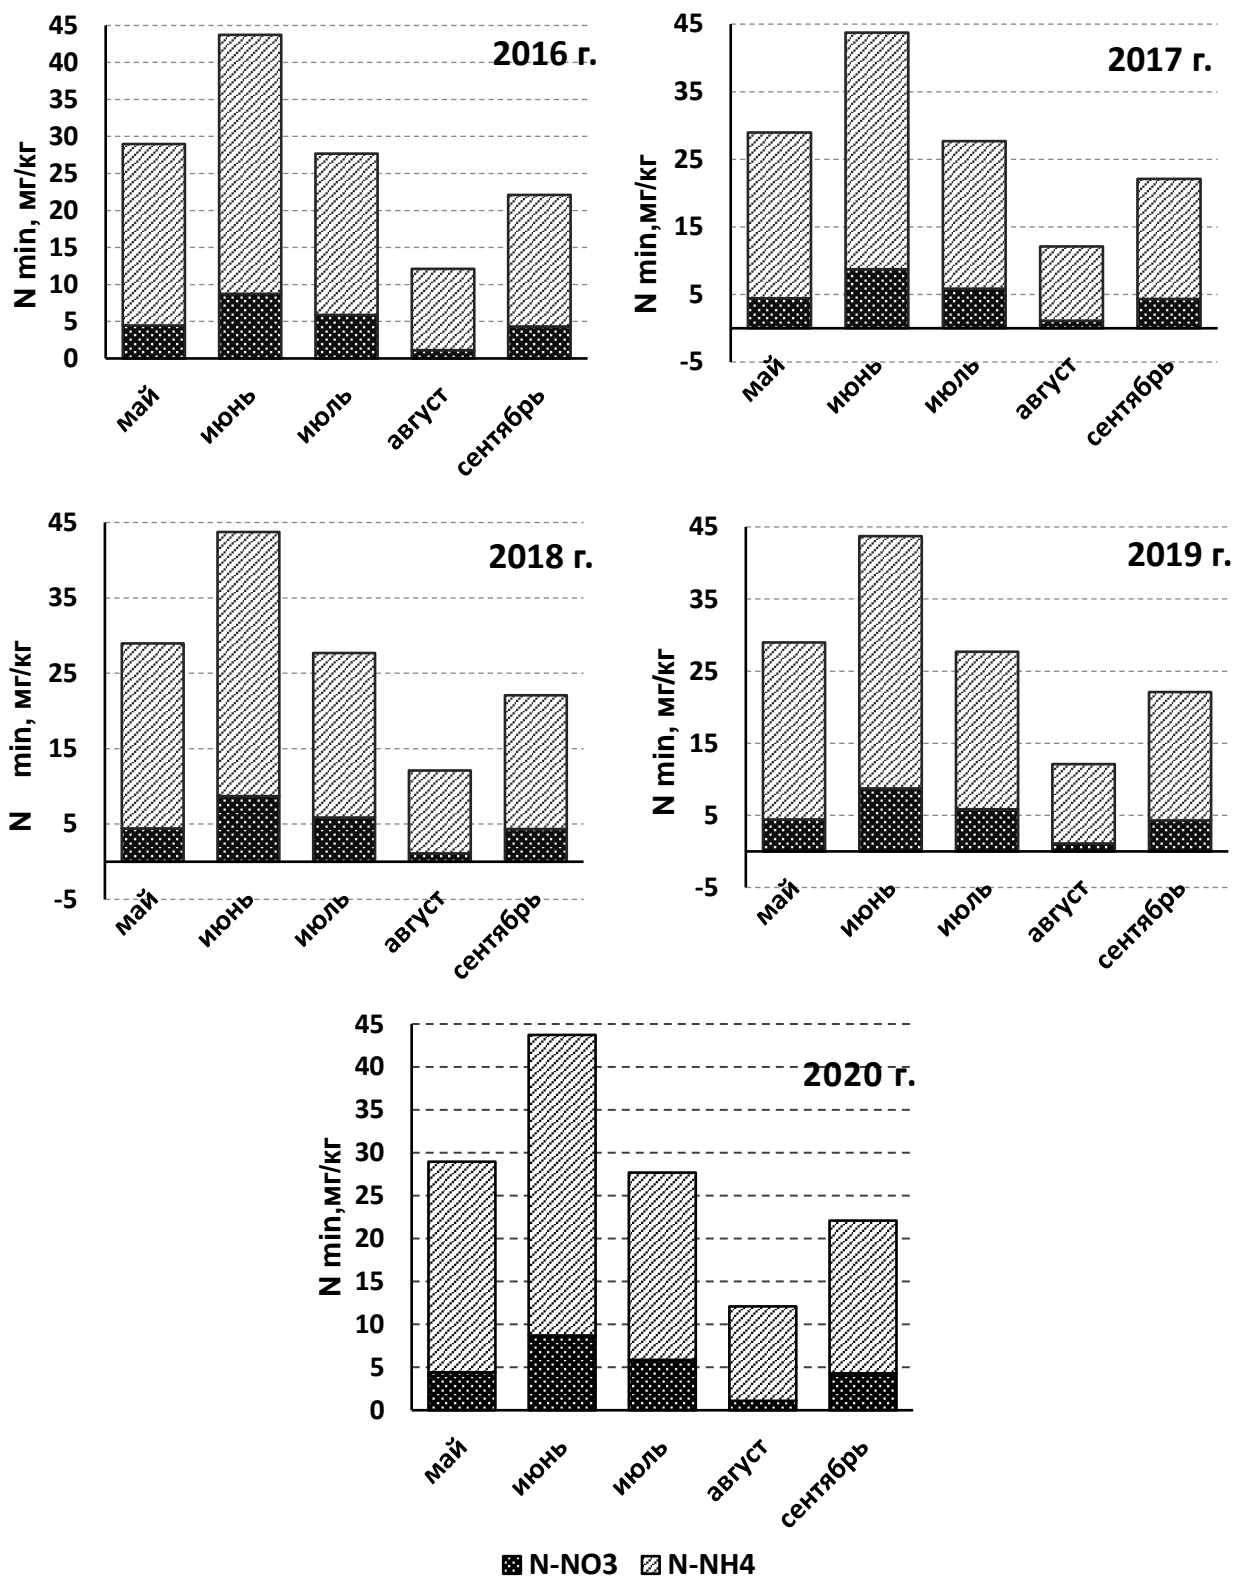 2016 г.
N min, мг/кг
45
40
35
30
25
20
15
10
5
0
май
июнь
июль
август
сентябрь
2017 г.
N min,мг/кг
45
35
25
15
5
-5
май
июнь
июль
август
сентябрь
2018 г.
N min, мг/кг
45
35
25
15
5
-5
май
июнь
июль
август
сентябрь
2019 г.
N min, мг/кг
45
35
25
15
5
-5
май
июнь
июль
август
сентябрь
2020 г.
N min,мг/кг
45
40
35
30
25
20
15
10
5
0
май
июнь
июль
август
сентябрь
N-NO3 N-NH4